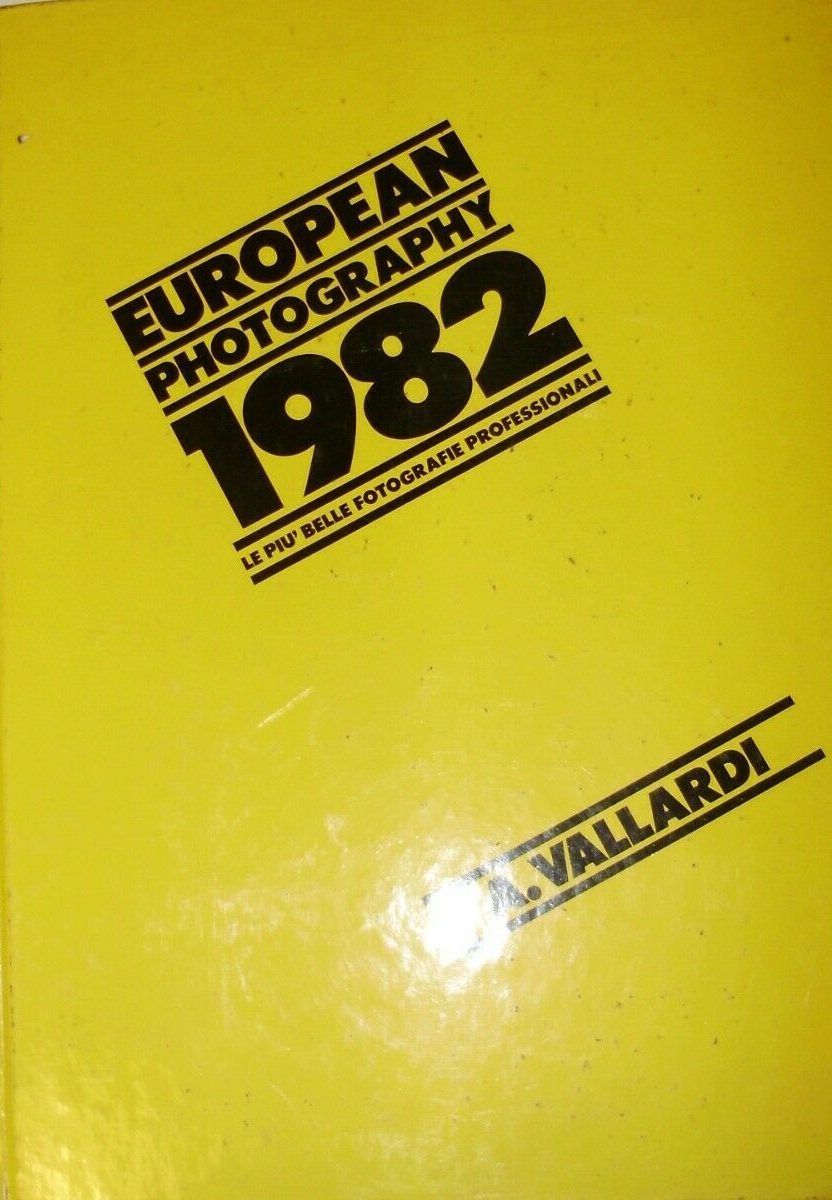 EUROPEAN
PHOTOGRAPHY
1982
LE PIU' BELLE FOTOGRAFIE PROFESSIONALI
A. VALLARDI